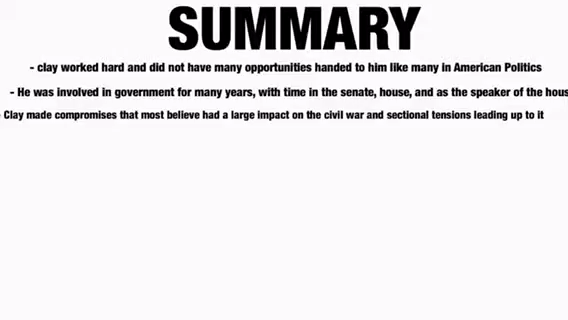 SUMMARY
- clay worked hard and did not have many opportunities handed to him like many in American Politics
- He was involved in government for many years, with time in the senate, house, and as the speaker of the hous
Clay made compromises that most believe had a large impact on the civil war and sectional tensions leading up to it